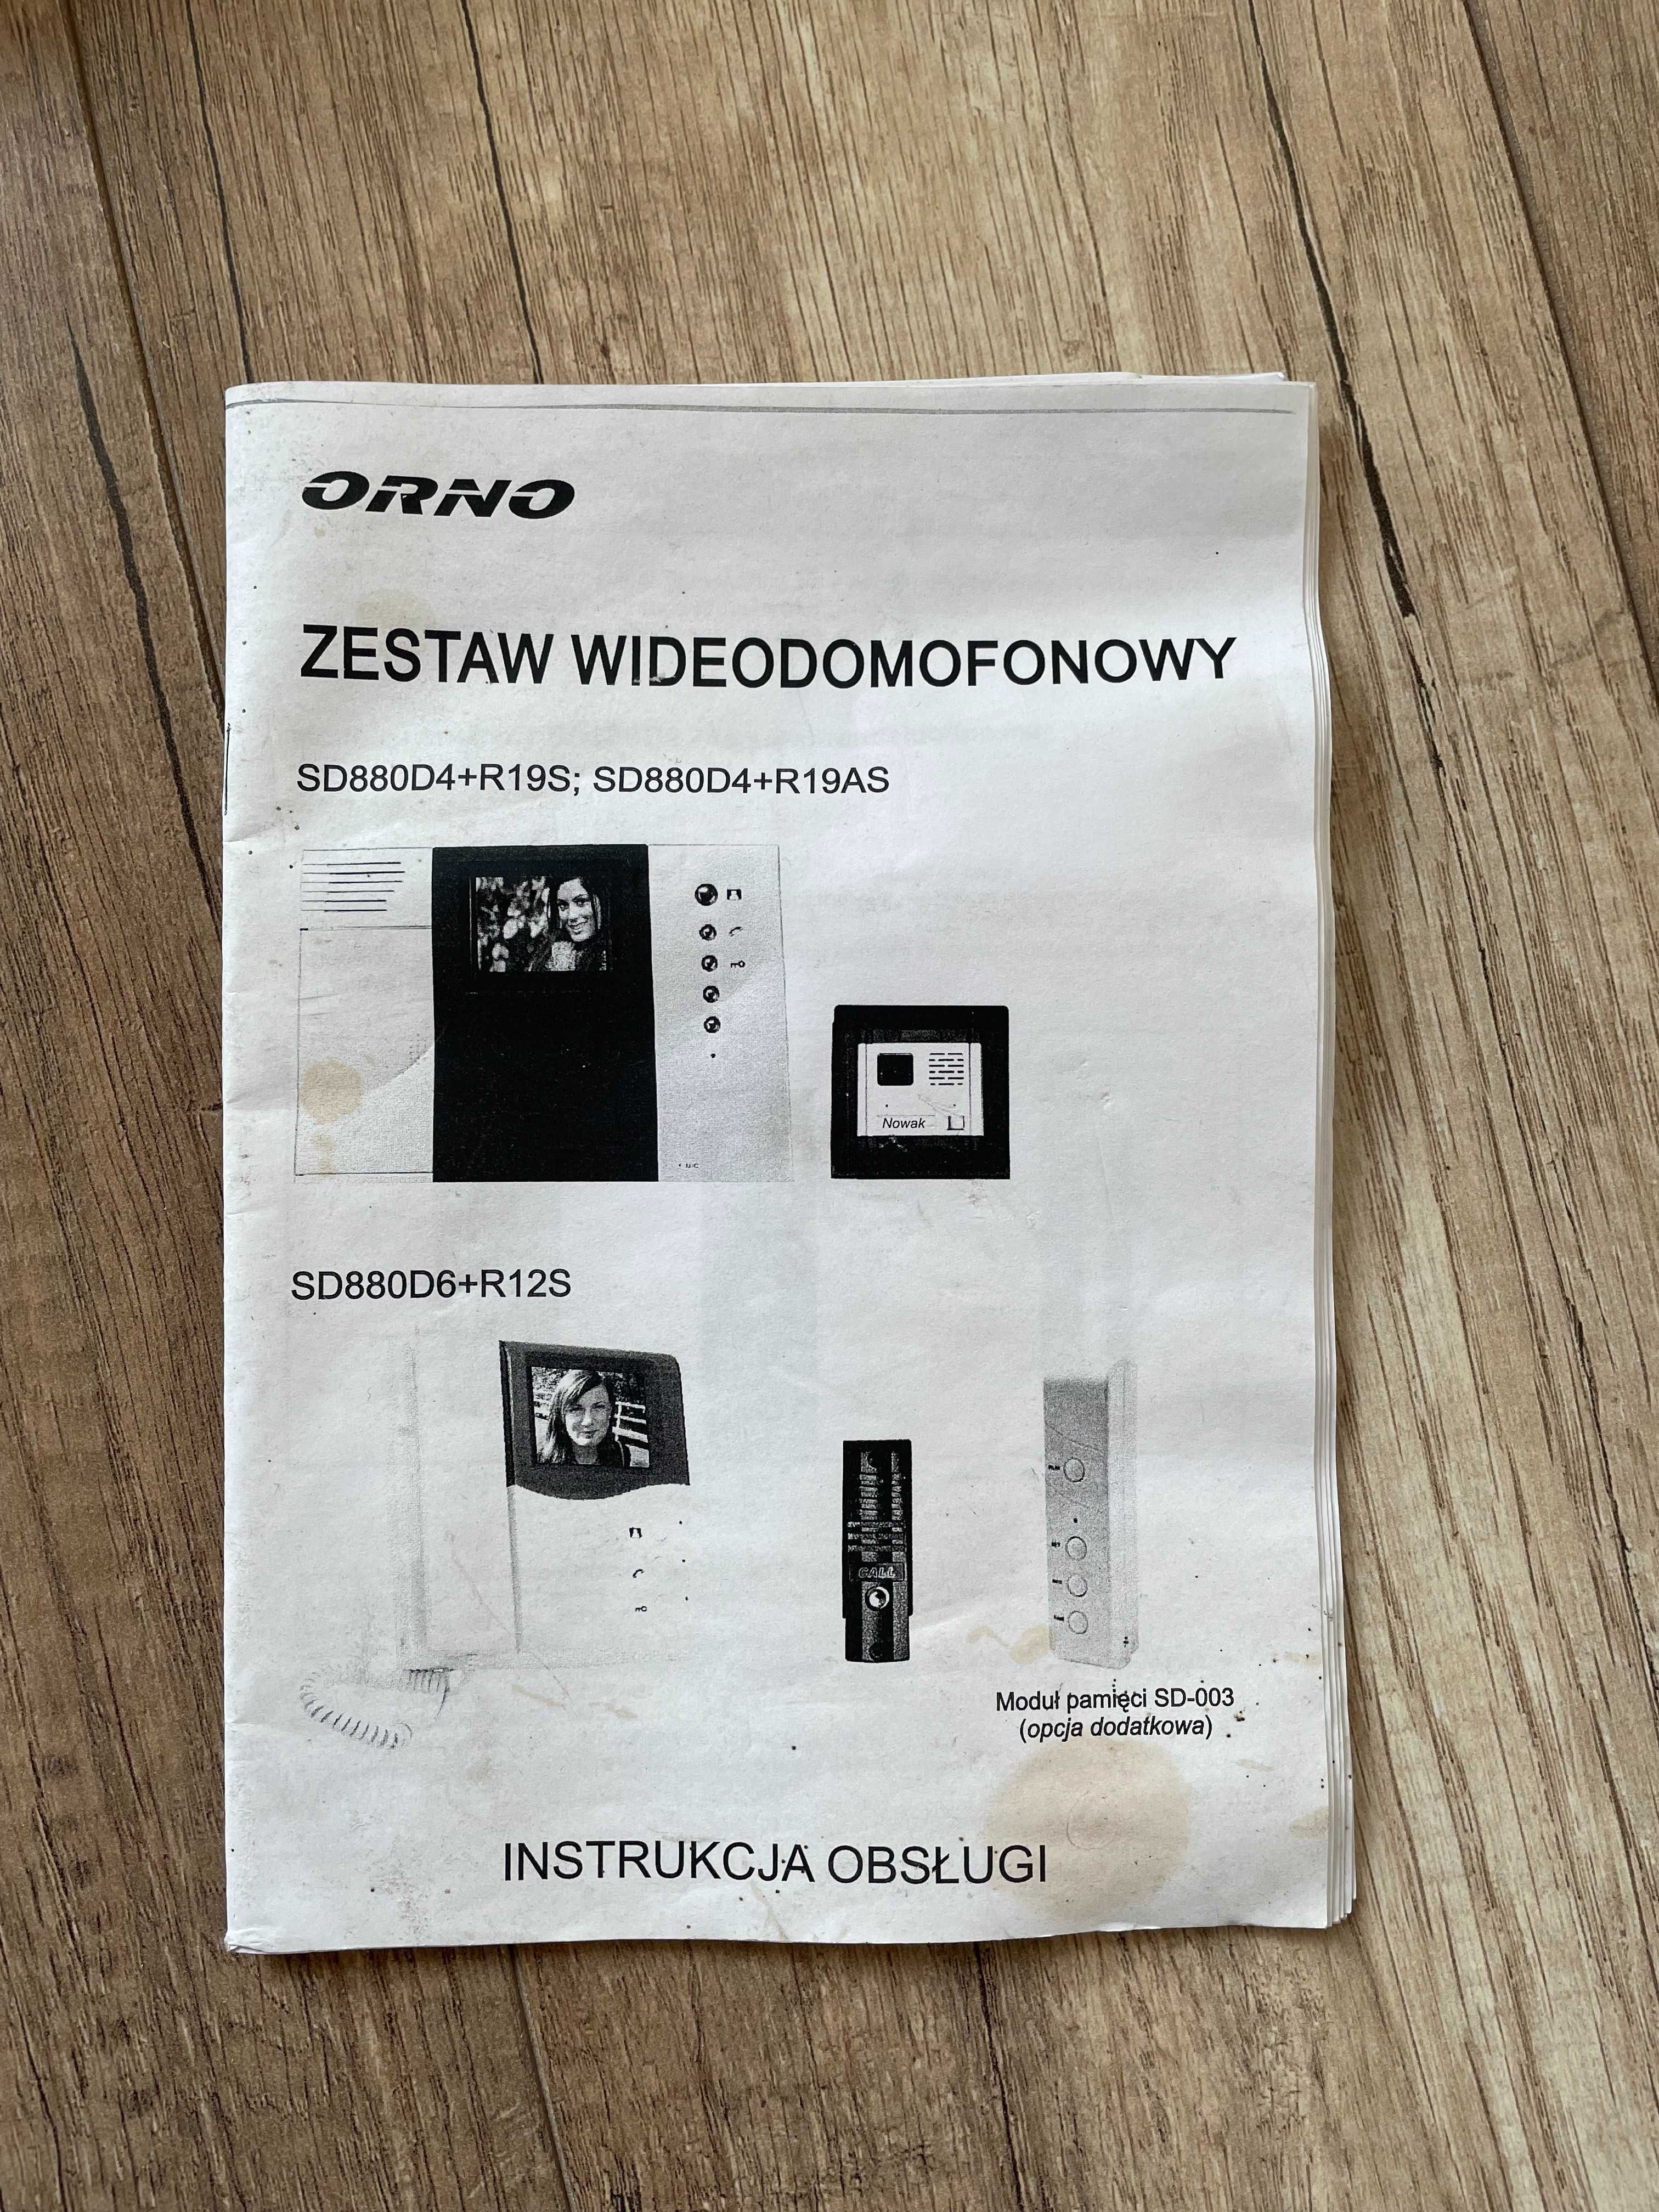 ORNO
ZESTAW WIDEODOMOFONOWY
SD880D4+R19S; SD880D4+R19AS
Nowak
SD880D6+R12S
CALL
Moduł pamięci SD-003
(opcja dodatkowa)
INSTRUKCJA OBSŁUGI